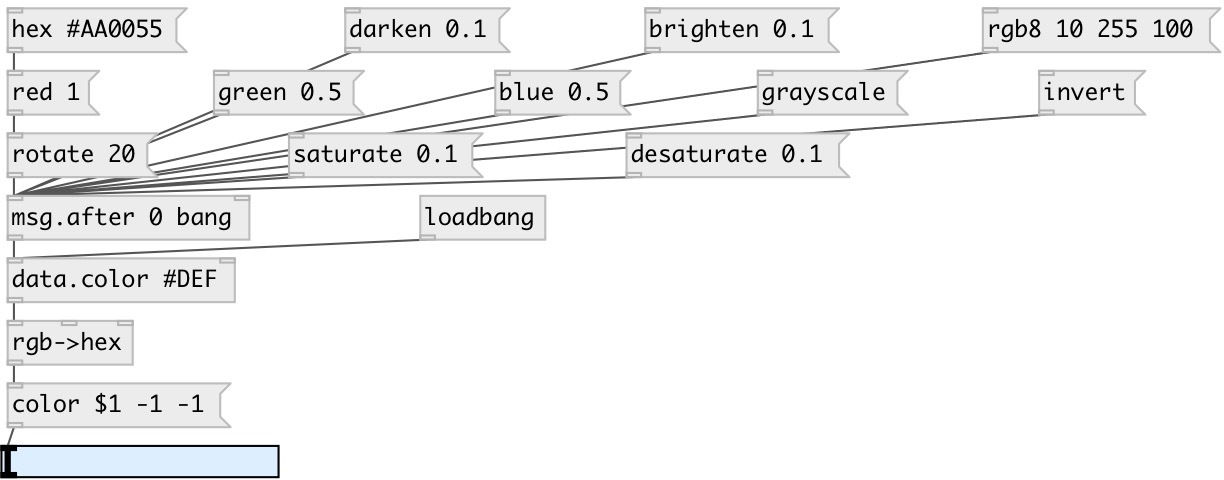 hex #AA0055 darken 0.1 brighten 0.1 rgb8 10 255 100
red 1 green 0.5 blue 0.5 grayscale invert
rotate 20 saturate 0.1 desaturate 0.1
msg.after 0 bang loadbang
data.color #DEF
rgb->hex
color $1 -1 -1